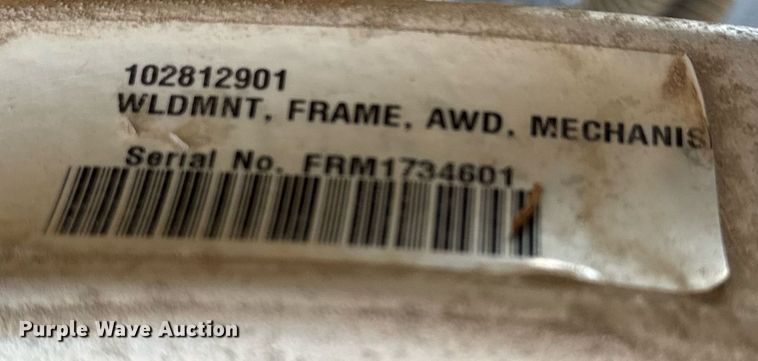 102812901
WLDMNT, FRAME, AWD, MECHANIS
Serial No. FRM1734601
Purple Wave Auction